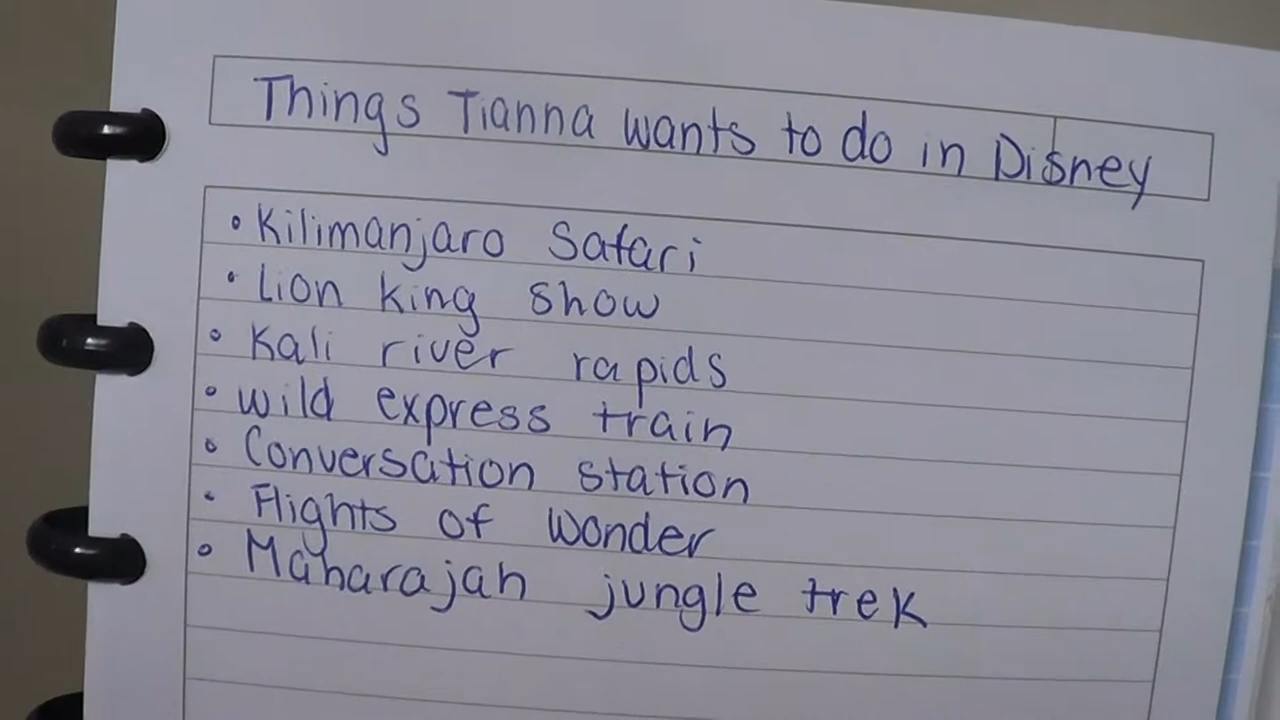 Things Tianna wants to do in Disney
• Kilimanjaro Safari
• Lion king show
• Kali river rapids
• wild express train
• Conversation station
• Flights of Wonder
• Maharajah jungle trek